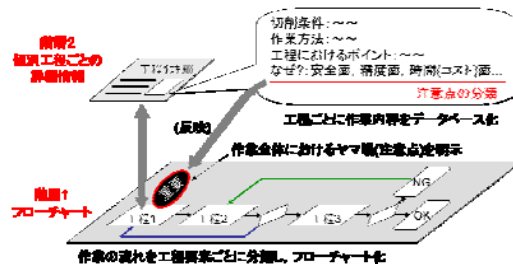 切削条件：～～
作業方法：～～
工程におけるポイント：～～
なぜ？：安全面，精度面，時間(コスト)面…
注意点の分類
工程ごとに作業内容をデータベース化
階層2
個別工程ごとの
詳細情報
(反映)
作業全体におけるヤマ場(注意点)を明示
重要
階層1
フローチャート
工程1
工程2
工程3
NG
OK
作業の流れを工程要素ごとに分類し，フローチャート化